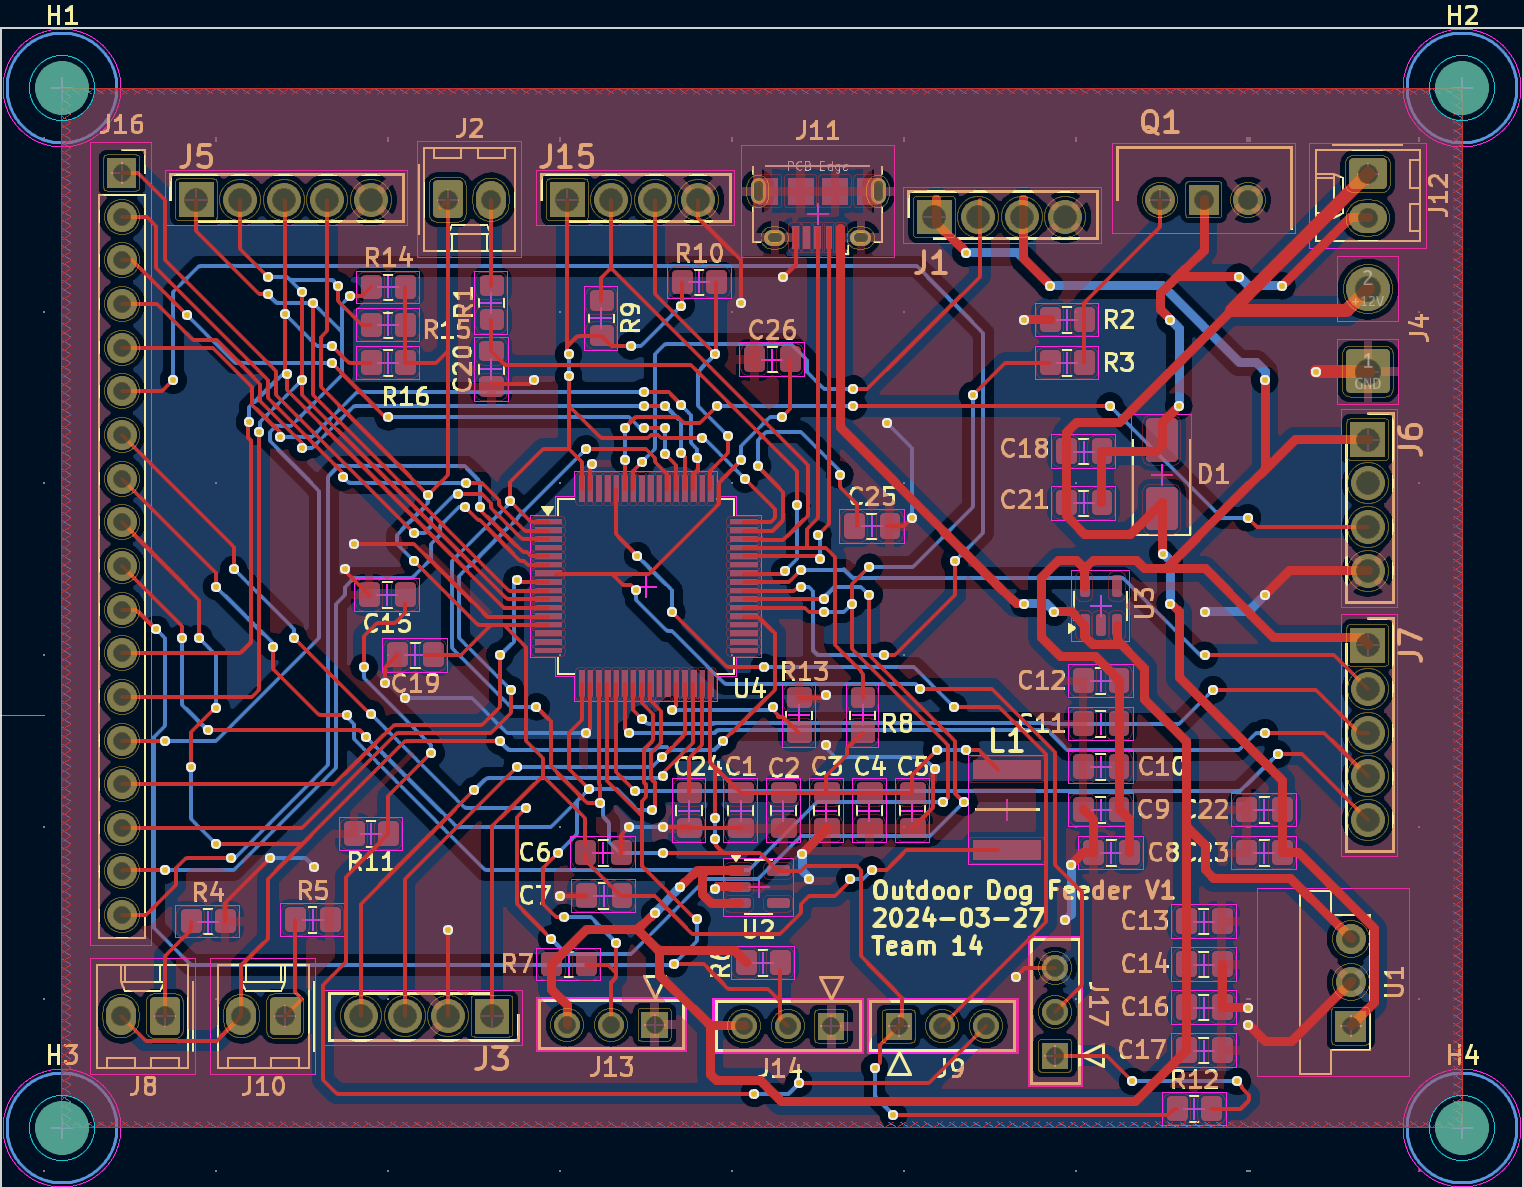 H1
H2
J16
J5
J2
J15
J11
PCB Edge
Q1
J12
J1
R14
R1
R15
R16
C20
R9
R10
C26
R2
R3
2
+12V
J4
1
GND
J6
C18
C21
D1
C25
C15
C19
U3
J7
U4
R13
R8
C12
C11
L1
C10
C24
C1
C2
C3
C4
C5
C9
C22
C6
C8
C23
R11
C7
R4
R5
U2
Outdoor Dog Feeder V1
2024-03-27
Team 14
C13
R7
R6
C14
U1
J17
C16
H3
J8
J10
J3
J13
J14
J9
C17
R12
H4